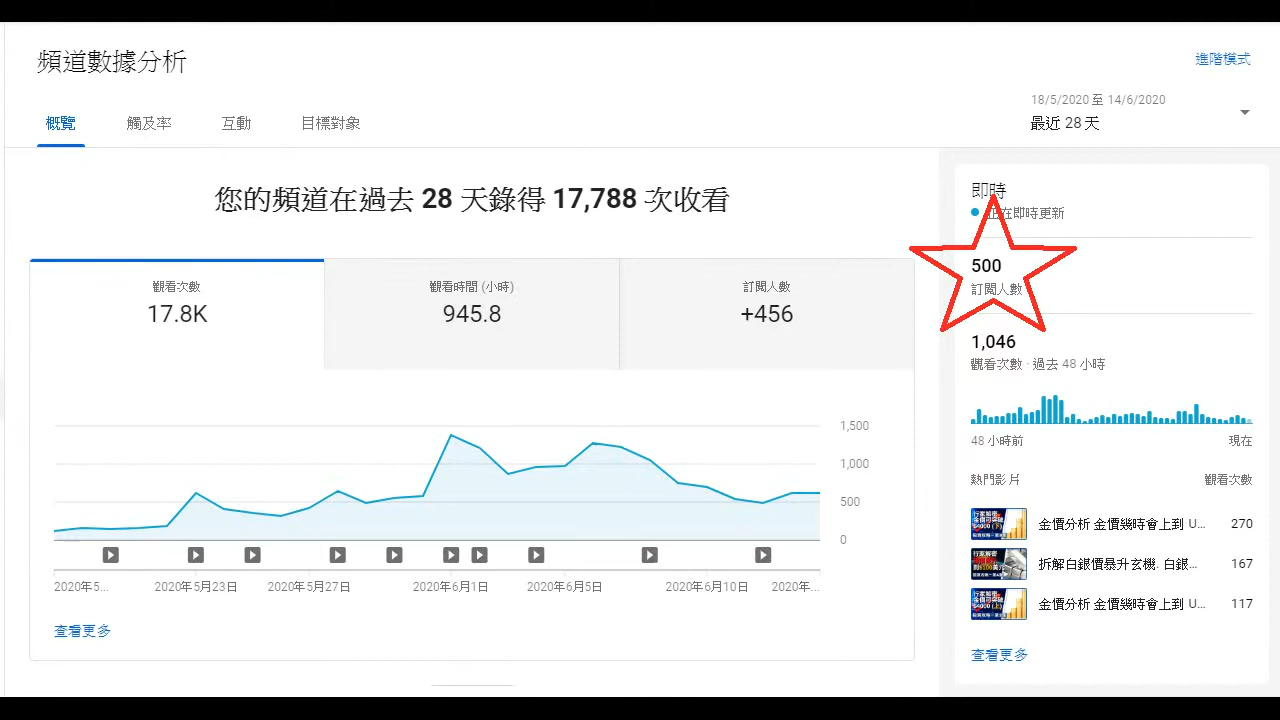 頻道數據分析
進階模式
概覽
觸及率
互動
目標對象
18/5/2020 至 14/6/2020
最近 28 天
您的頻道在過去 28 天錄得 17,788 次收看
觀看次數
17.8K
觀看時間 (小時)
945.8
訂閱人數
+456
1,500
1,000
500
0
2020年5...
2020年5月23日
2020年5月27日
2020年6月1日
2020年6月5日
2020年6月10日
2020年...
查看更多
即時
正在即時更新
500
訂閱人數
1,046
觀看次數 · 過去 48 小時
48 小時前
現在
熱門影片
觀看次數
金價分析 金價幾時會上到 U...
270
拆解白銀價暴升玄機, 白銀...
167
金價分析 金價幾時會上到 U...
117
查看更多